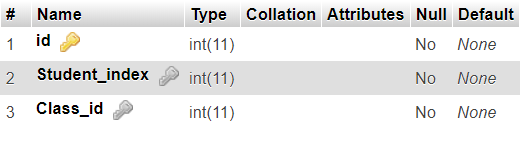 # Name Type Collation Attributes Null Default
1 id int(11) No None
2 Student_index int(11) No None
3 Class_id int(11) No None